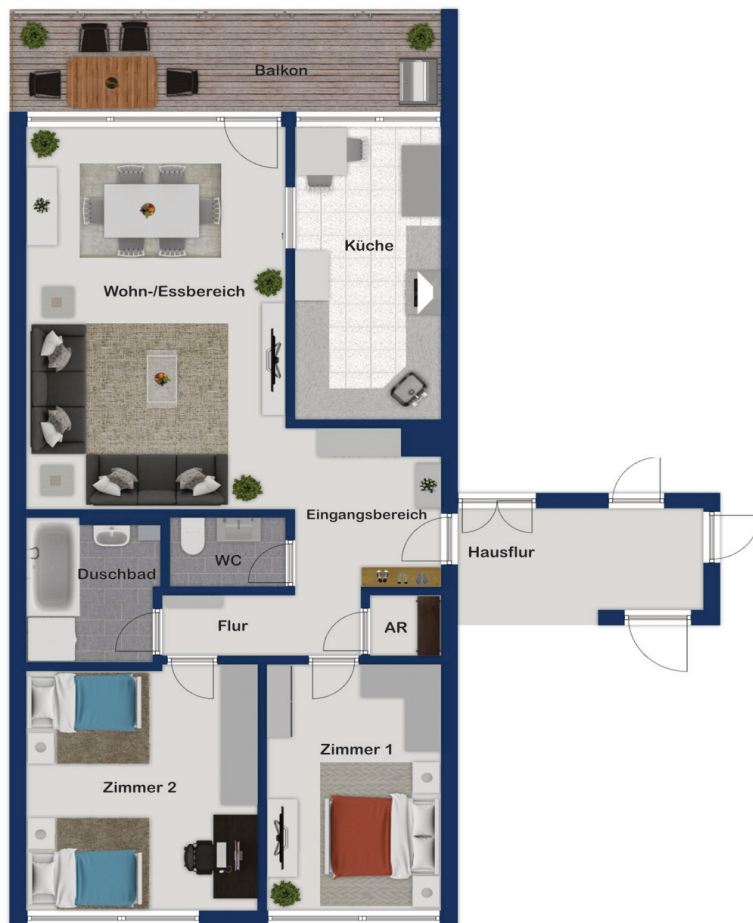 Balkon
Küche
Wohn-/Essbereich
Eingangsbereich
Hausflur
WC
Duschbad
Flur
AR
Zimmer 1
Zimmer 2